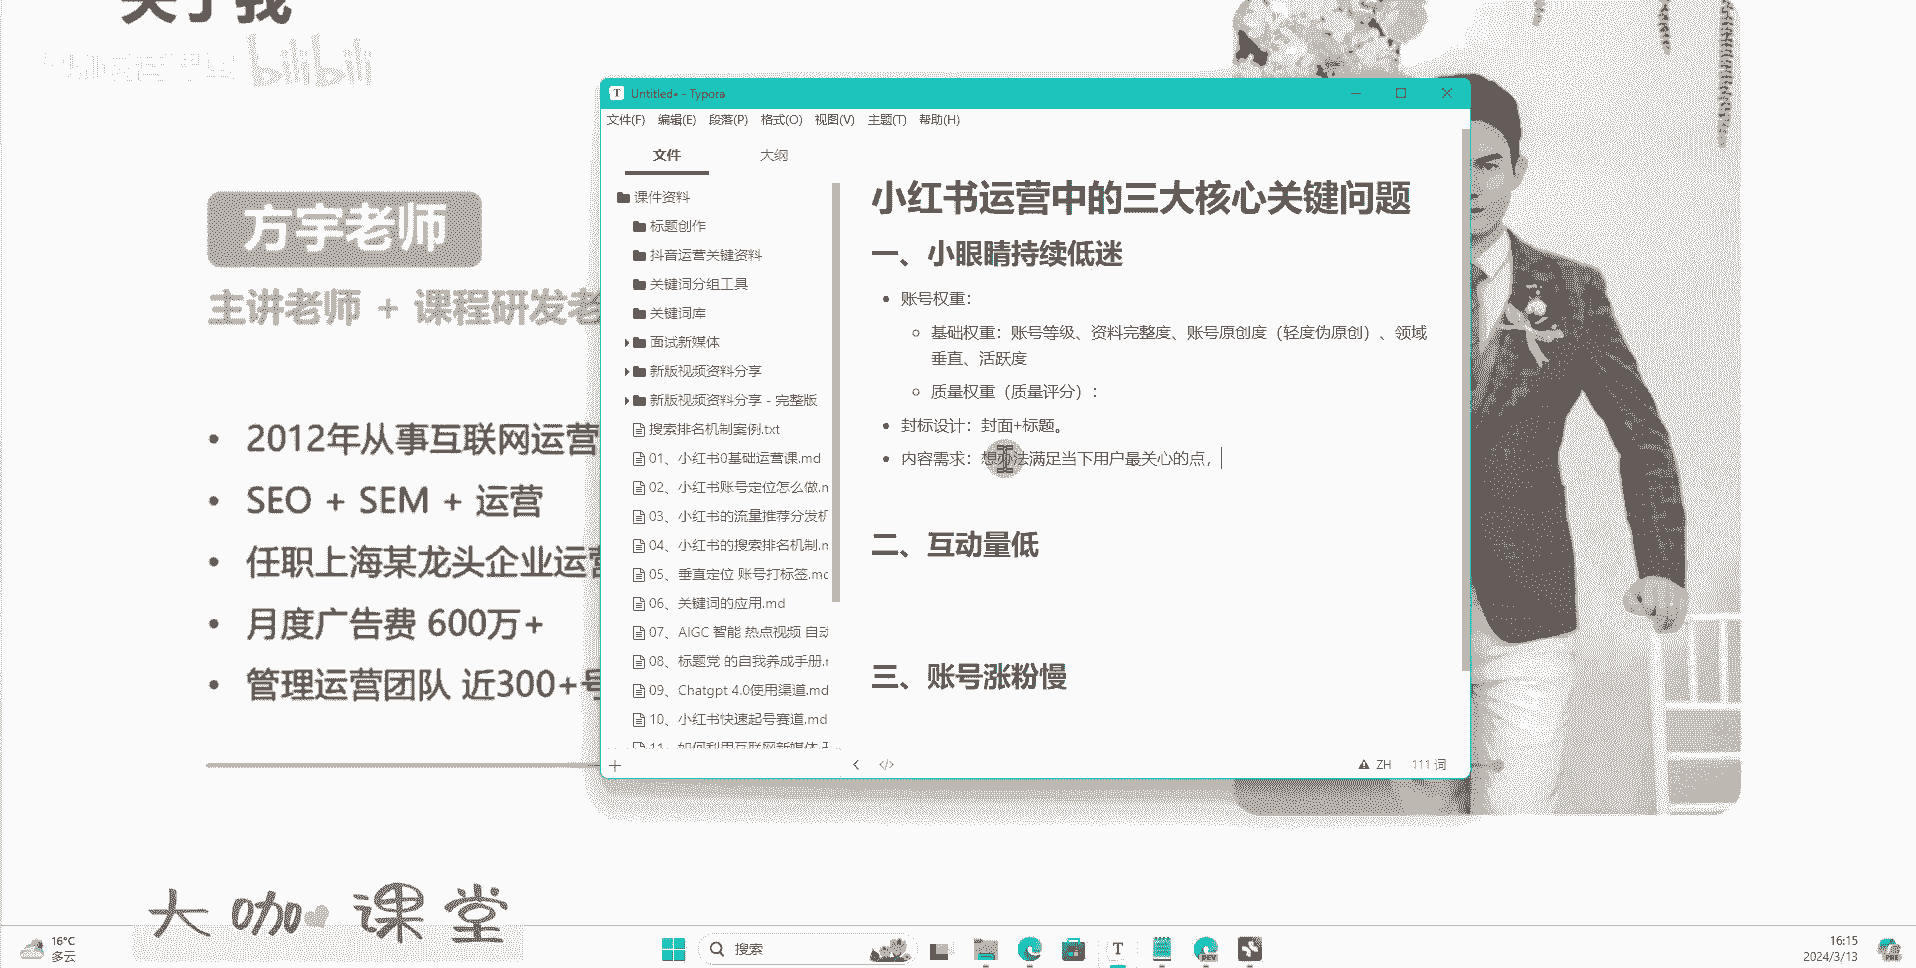 关于我
bilibili
方宇老师
主讲老师 + 课程研发老
2012年从事互联网运营
SEO + SEM + 运营
任职上海某龙头企业运营
月度广告费 600万+
管理运营团队 近300+号
大咖课堂
Untitled• - Typora
文件(F) 编辑(E) 段落(P) 格式(O) 视图(V) 主题(T) 帮助(H)
文件 大纲
课件资料
标题创作
抖音运营关键资料
关键词分组工具
关键词库
面试新媒体
新版视频资料分享
新版视频资料分享 - 完整版
搜索排名机制案例.txt
01、小红书0基础运营课.md
02、小红书账号定位怎么做.m
03、小红书的流量推荐分发机
04、小红书的搜索排名机制.m
05、垂直定位 账号打标签.md
06、关键词的应用.md
07、AIGC 智能 热点视频 自动
08、标题党 的自我养成手册.m
09、Chatgpt 4.0使用渠道.md
10、小红书快速起号赛道.md
11、如何利用互联网新媒体
小红书运营中的三大核心关键问题
一、小眼睛持续低迷
账号权重：
基础权重：账号等级、资料完整度、账号原创度（轻度伪原创）、领域
垂直、活跃度
质量权重（质量评分）：
封标设计：封面+标题。
内容需求：想办法满足当下用户最关心的点，
二、互动量低
三、账号涨粉慢
ZH 111 词
16°C
多云
搜索
16:15
2024/3/13